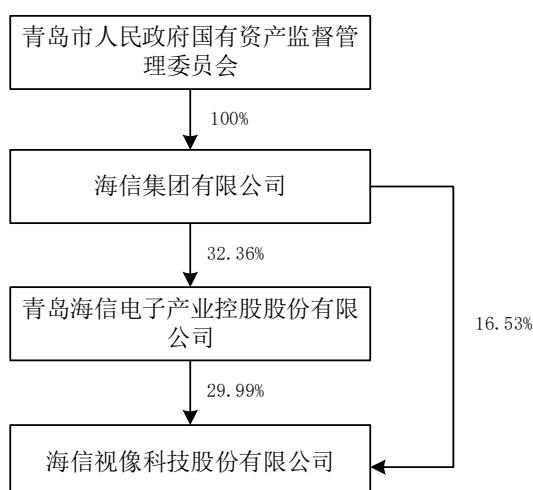 青岛市人民政府国有资产监督管
理委员会
100%
海信集团有限公司
32.36%
青岛海信电子产业控股股份有限
公司
16.53%
29.99%
海信视像科技股份有限公司